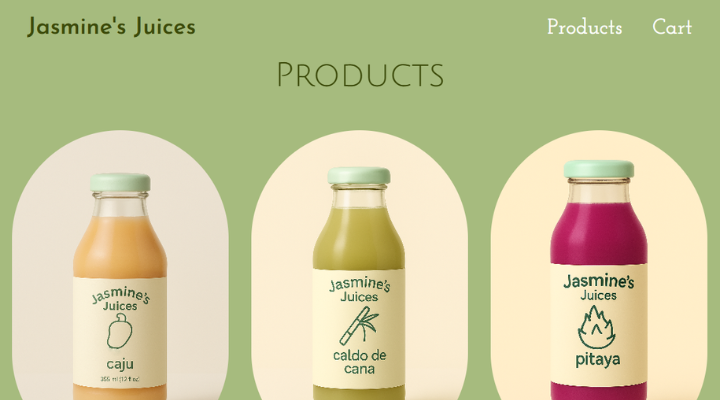 Jasmine's Juices
Products Cart
Products
Jasmine's
Juices
caju
355 ml (12 fl oz)
Jasmine's
Juices
caldo de
cana
Jasmine's
Juices
pitaya